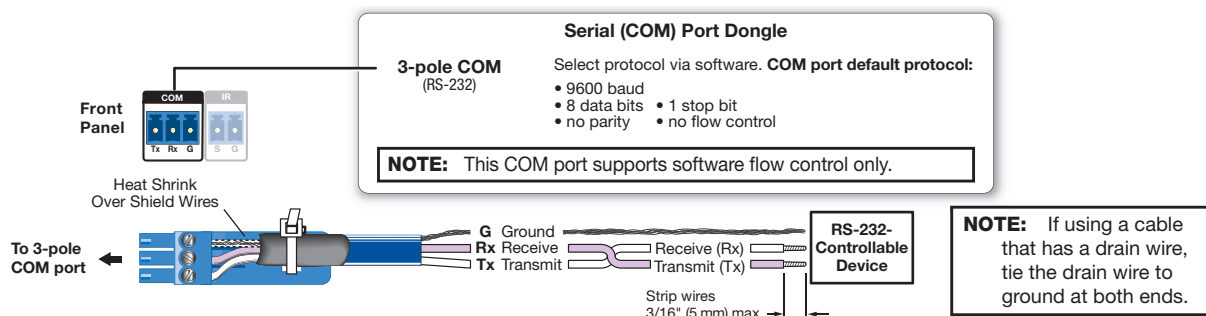 Serial (COM) Port Dongle
3-pole COM
(RS-232)
Select protocol via software. COM port default protocol:
• 9600 baud
• 8 data bits • 1 stop bit
• no parity • no flow control
NOTE: This COM port supports software flow control only.
Front
Panel
COM
IR
Tx Rx G
S G
Heat Shrink
Over Shield Wires
To 3-pole
COM port
G Ground
Rx Receive
Tx Transmit
Receive (Rx)
Transmit (Tx)
RS-232-
Controllable
Device
Strip wires
3/16" (5 mm) max
NOTE: If using a cable
that has a drain wire,
tie the drain wire to
ground at both ends.